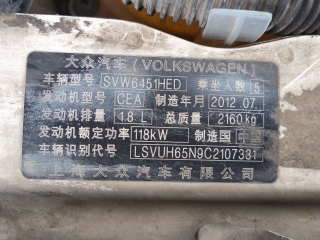 大众汽车(VOLKSWAGEN)
车辆型号 SVW6451HED 乘坐人数 5
发动机型号 CEA 制造年月 2012.07
发动机排量 1.8L 总质量 2160kg
发动机额定功率 118kW 制造国 中国
车辆识别代号 LSVUH65N9C2107331
上海大众汽车有限公司